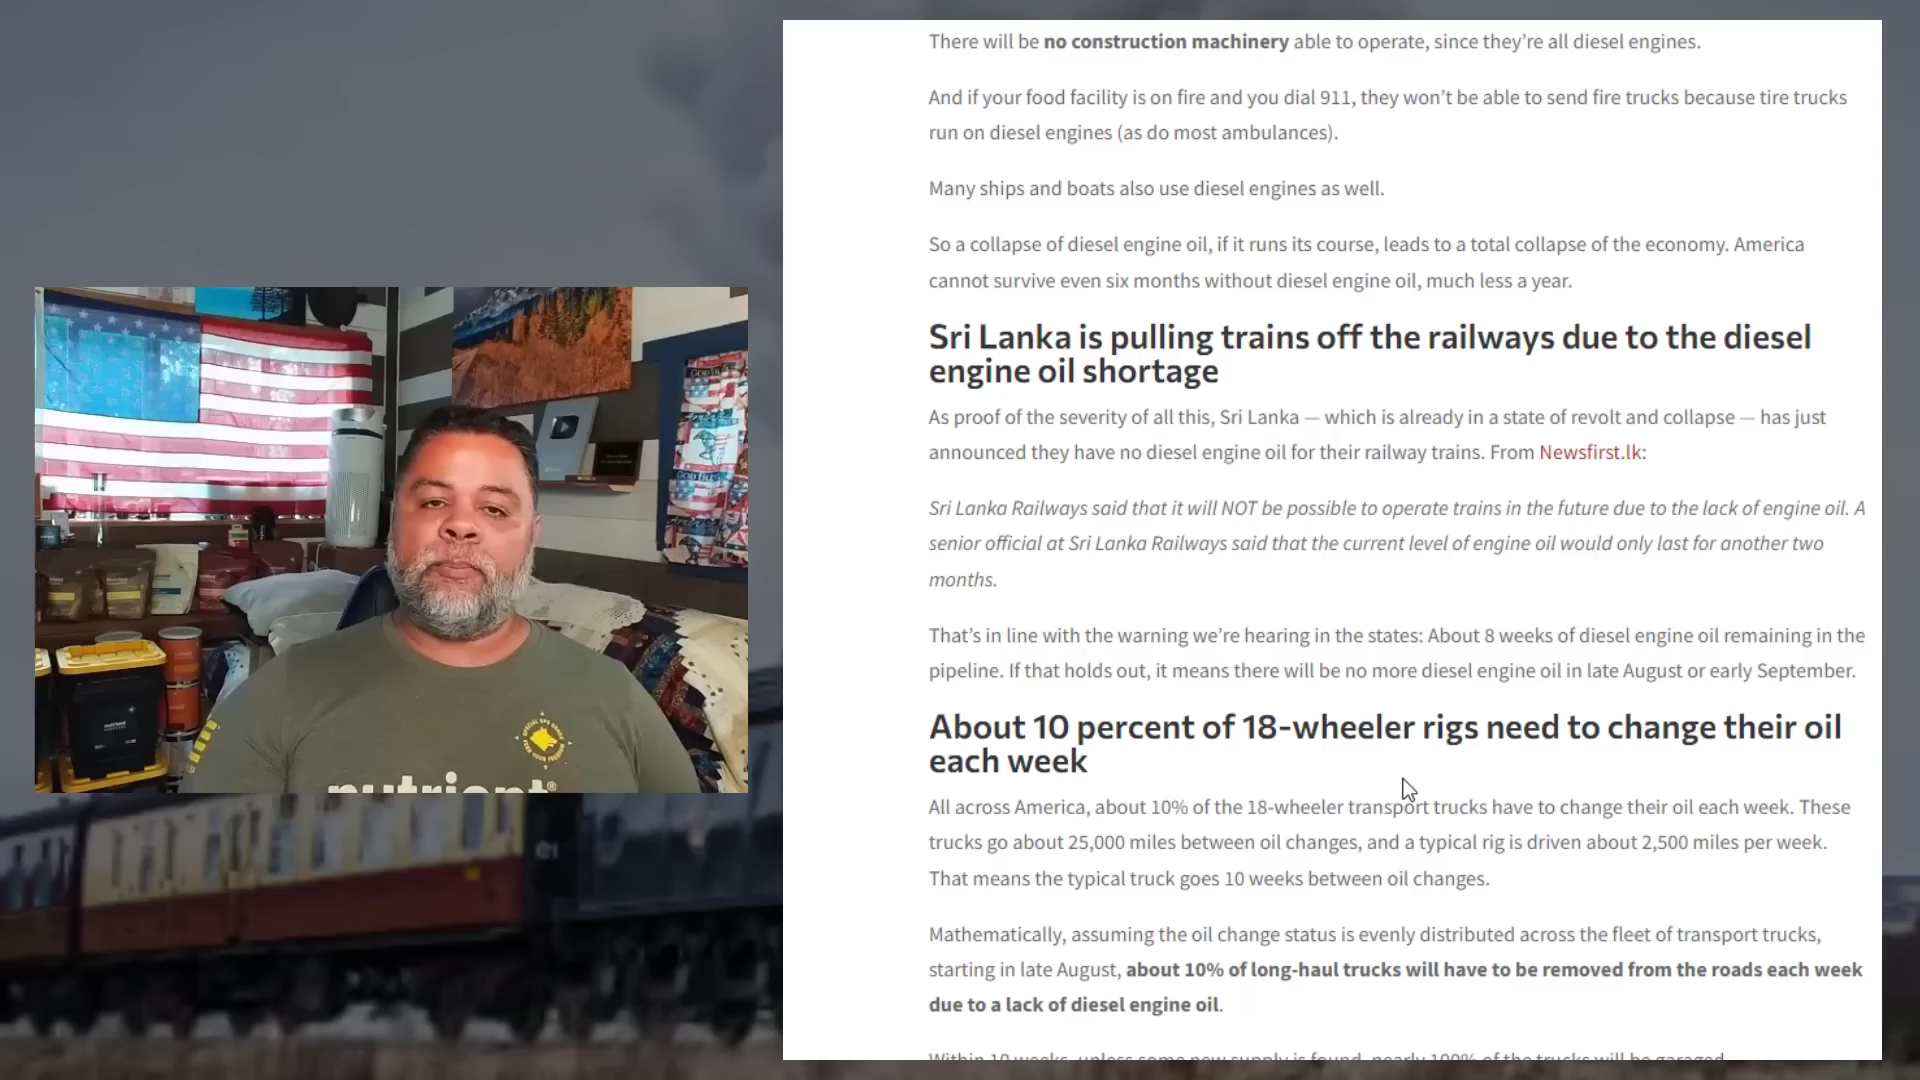 There will be no construction machinery able to operate, since they’re all diesel engines.
And if your food facility is on fire and you dial 911, they won’t be able to send fire trucks because tire trucks
run on diesel engines (as do most ambulances).
Many ships and boats also use diesel engines as well.
So a collapse of diesel engine oil, if it runs its course, leads to a total collapse of the economy. America
cannot survive even six months without diesel engine oil, much less a year.
Sri Lanka is pulling trains off the railways due to the diesel
engine oil shortage
As proof of the severity of all this, Sri Lanka — which is already in a state of revolt and collapse — has just
announced they have no diesel engine oil for their railway trains. From Newsfirst.lk:
Sri Lanka Railways said that it will NOT be possible to operate trains in the future due to the lack of engine oil. A
senior official at Sri Lanka Railways said that the current level of engine oil would only last for another two
months.
That’s in line with the warning we’re hearing in the states: About 8 weeks of diesel engine oil remaining in the
pipeline. If that holds out, it means there will be no more diesel engine oil in late August or early September.
About 10 percent of 18-wheeler rigs need to change their oil
each week
All across America, about 10% of the 18-wheeler transport trucks have to change their oil each week. These
trucks go about 25,000 miles between oil changes, and a typical rig is driven about 2,500 miles per week.
That means the typical truck goes 10 weeks between oil changes.
Mathematically, assuming the oil change status is evenly distributed across the fleet of transport trucks,
starting in late August, about 10% of long-haul trucks will have to be removed from the roads each week
due to a lack of diesel engine oil.
Within 10 weeks, unless some new supply is found, nearly 100% of the trucks will be garaged
nutrient®